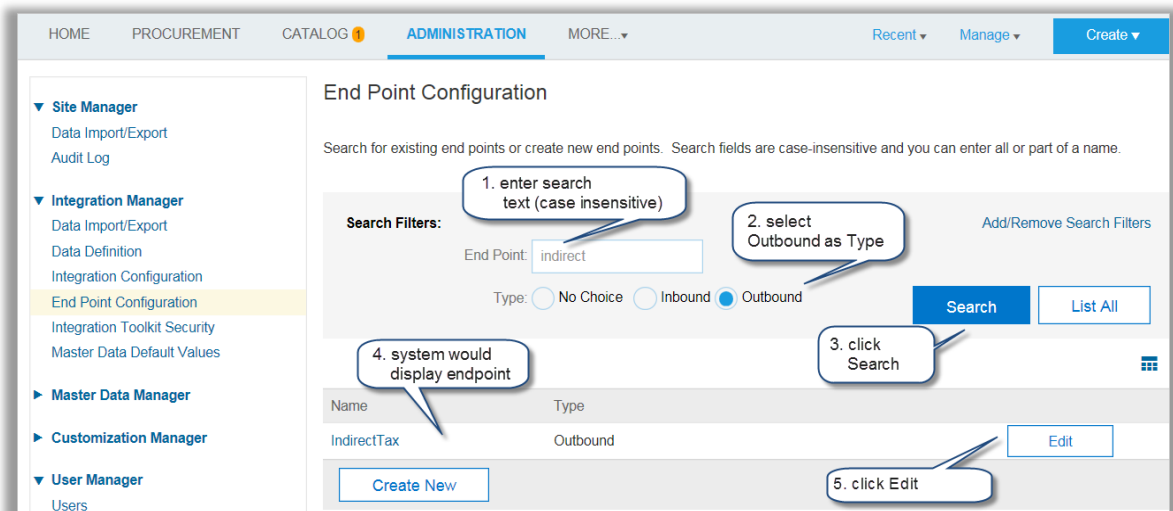 HOME PROCUREMENT CATALOG 1 ADMINISTRATION MORE... Recent Manage Create
Site Manager
Data Import/Export
Audit Log
Integration Manager
Data Import/Export
Data Definition
Integration Configuration
End Point Configuration
Integration Toolkit Security
Master Data Default Values
Master Data Manager
Customization Manager
User Manager
Users
End Point Configuration
Search for existing end points or create new end points. Search fields are case-insensitive and you can enter all or part of a name.
1. enter search
text (case insensitive)
Search Filters:
2. select
Outbound as Type
Add/Remove Search Filters
End Point: indirect
Type: No Choice Inbound Outbound
Search List All
3. click
Search
4. system would
display endpoint
Name Type
IndirectTax Outbound Edit
Create New
5. click Edit